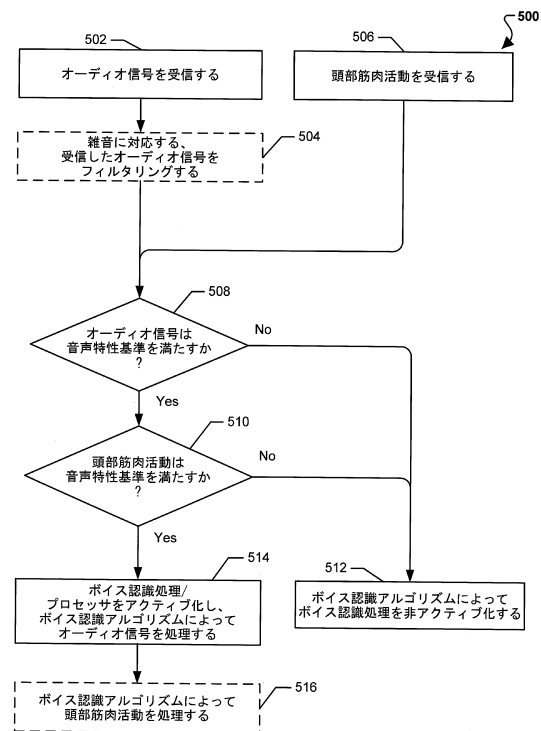 500
502
オーディオ信号を受信する
506
頭部筋肉活動を受信する
504
雑音に対応する、
受信したオーディオ信号を
フィルタリングする
508
オーディオ信号は
音声特性基準を満たすか
?
No
Yes
510
頭部筋肉活動は
音声特性基準を満たすか
?
No
Yes
514
ボイス認識処理/
プロセッサをアクティブ化し、
ボイス認識アルゴリズムによって
オーディオ信号を処理する
512
ボイス認識アルゴリズムによって
ボイス認識処理を非アクティブ化する
516
ボイス認識アルゴリズムによって
頭部筋肉活動を処理する